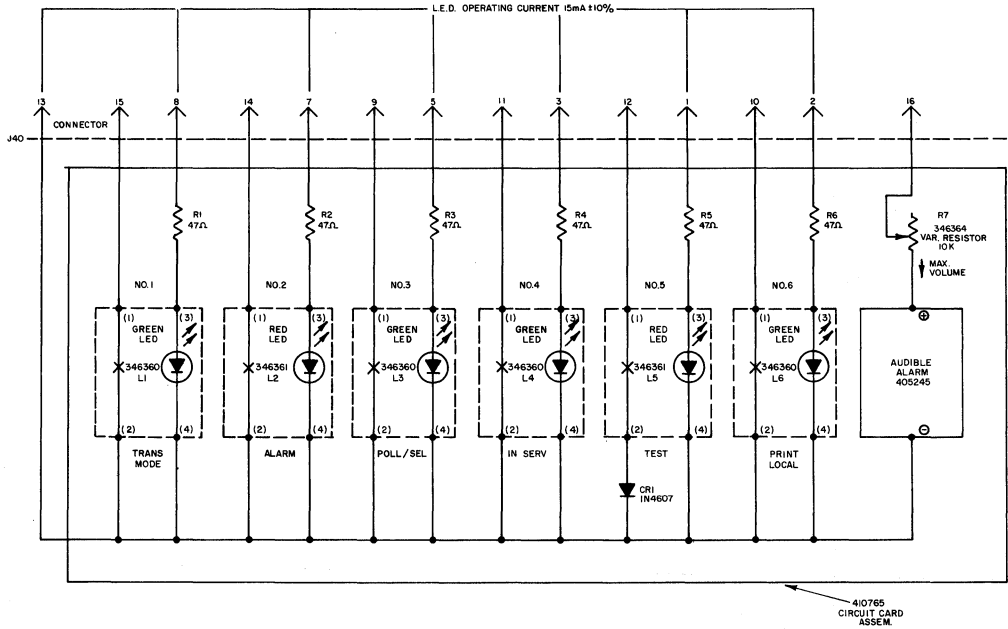 L.E.D. OPERATING CURRENT 15mA ±10%
13 15 8 14 7 9 5 11 3 12 1 10 2 16
CONNECTOR
J40
R1
47Ω
R2
47Ω
R3
47Ω
R4
47Ω
R5
47Ω
R6
47Ω
R7
346364
VAR. RESISTOR
10K
MAX.
VOLUME
NO.1
NO.2
NO.3
NO.4
NO.5
NO.6
(1) (3)
GREEN
LED
346360
L1
(2) (4)
TRANS
MODE
(1) (3)
RED
LED
346361
L2
(2) (4)
ALARM
(1) (3)
GREEN
LED
346360
L3
(2) (4)
POLL/SEL
(1) (3)
GREEN
LED
346360
L4
(2) (4)
IN SERV
(1) (3)
RED
LED
346361
L5
(2) (4)
TEST
CR1
1N4607
(1) (3)
GREEN
LED
346360
L6
(2) (4)
PRINT
LOCAL
+
AUDIBLE
ALARM
405245
-
410765
CIRCUIT CARD
ASSEM.